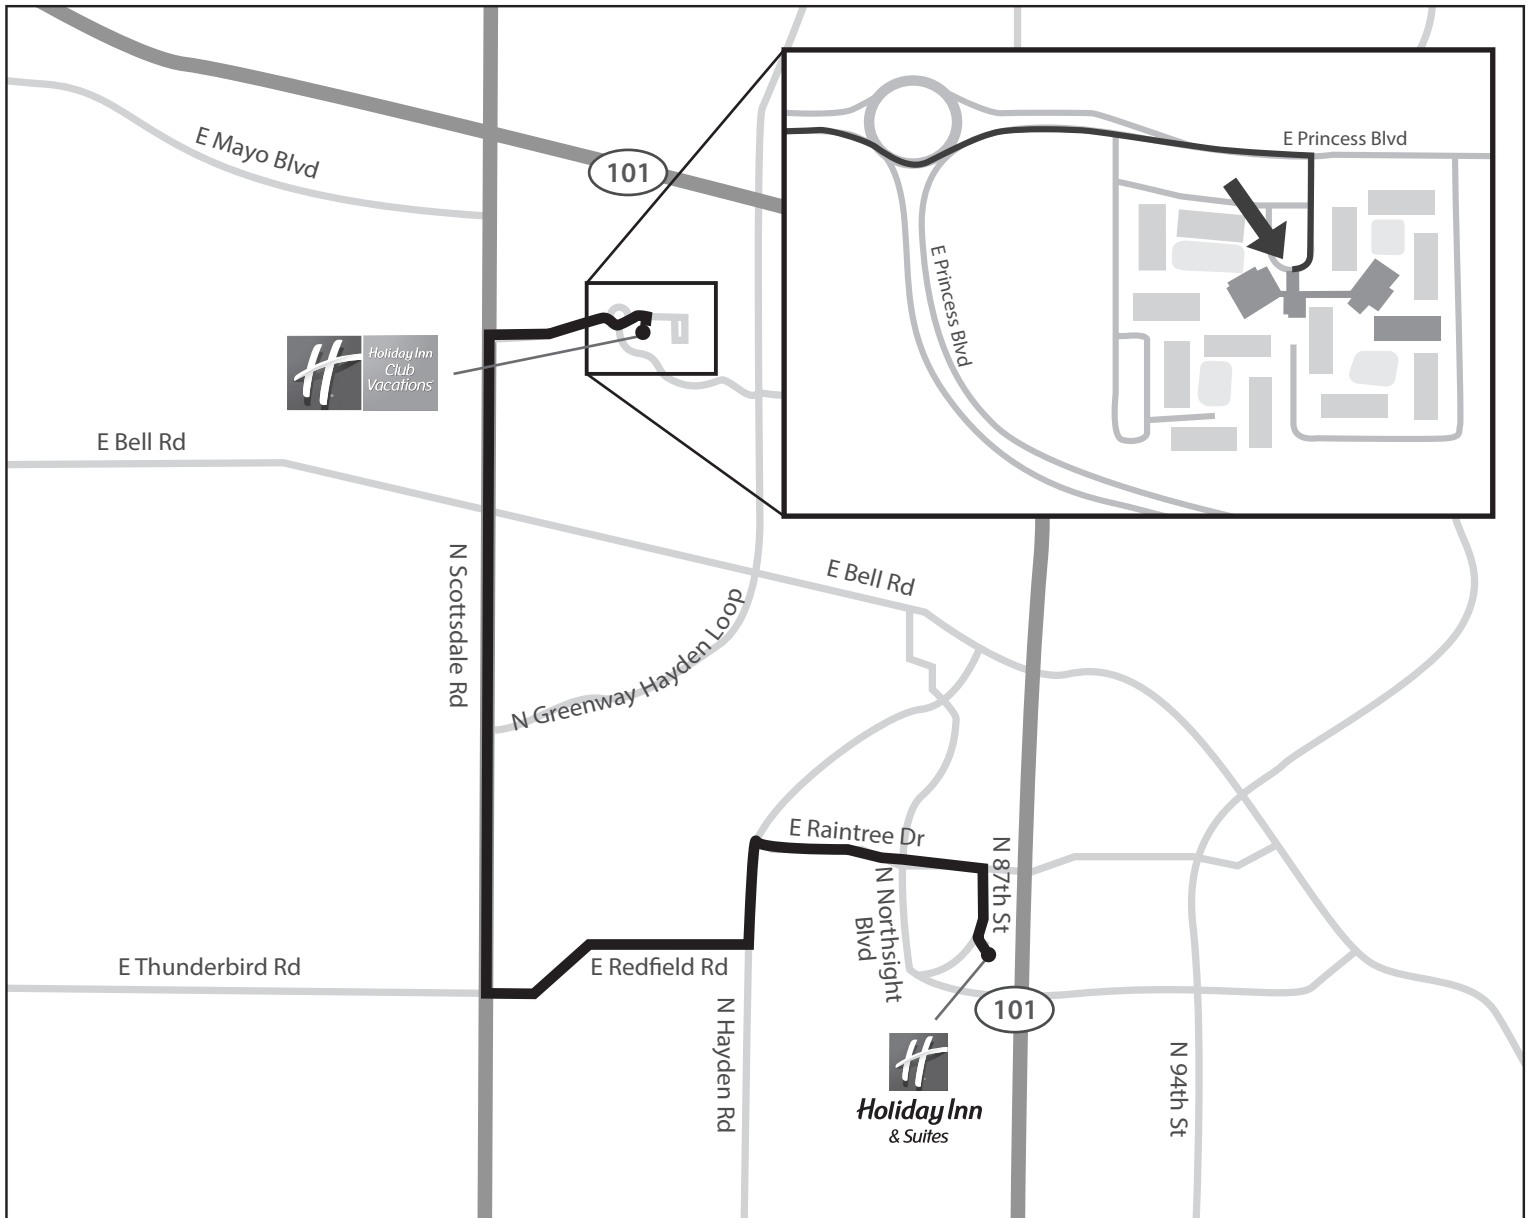 E Mayo Blvd
101
E Princess Blvd
E Princess Blvd
Holiday Inn
Club
Vacations
E Bell Rd
N Scottsdale Rd
E Bell Rd
N Greenway Hayden Loop
E Raintree Dr
N 87th St
N Northsight
Blvd
E Thunderbird Rd
E Redfield Rd
101
N Hayden Rd
N 94th St
Holiday Inn
& Suites